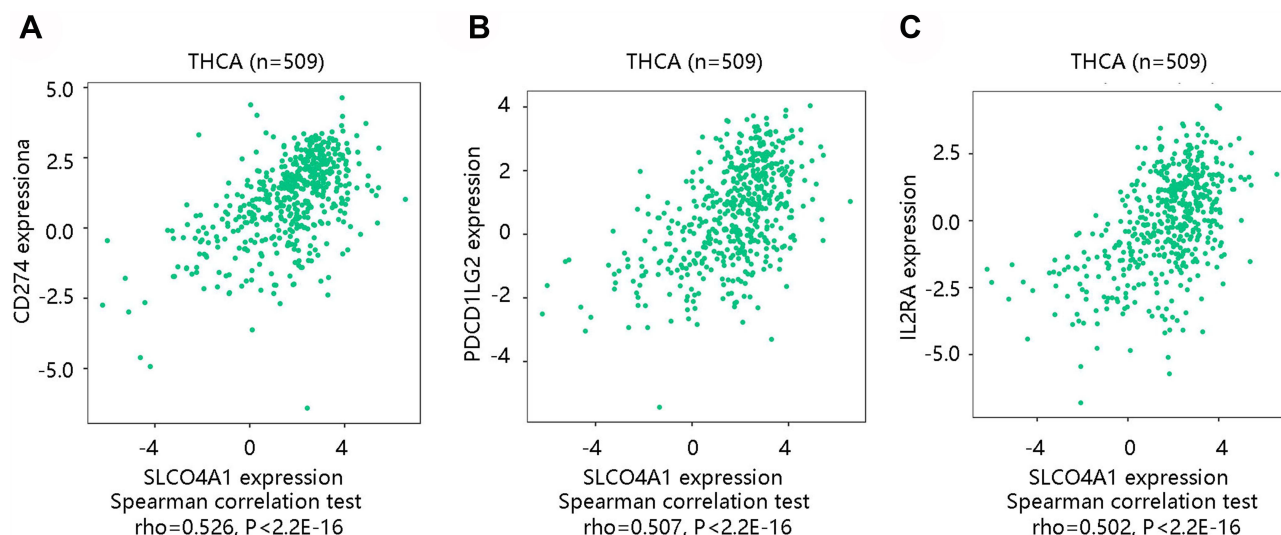 A
THCA (n=509)
CD274 expressiona
5.0
2.5
0.0
-2.5
-5.0
-4 0 4
SLCO4A1 expression
Spearman correlation test
rho=0.526, P<2.2E-16
B
THCA (n=509)
PDCD1LG2 expression
4
2
0
-2
-4
-4 0 4
SLCO4A1 expression
Spearman correlation test
rho=0.507, P<2.2E-16
C
THCA (n=509)
IL2RA expression
2.5
0.0
-2.5
-5.0
-4 0 4
SLCO4A1 expression
Spearman correlation test
rho=0.502, P<2.2E-16